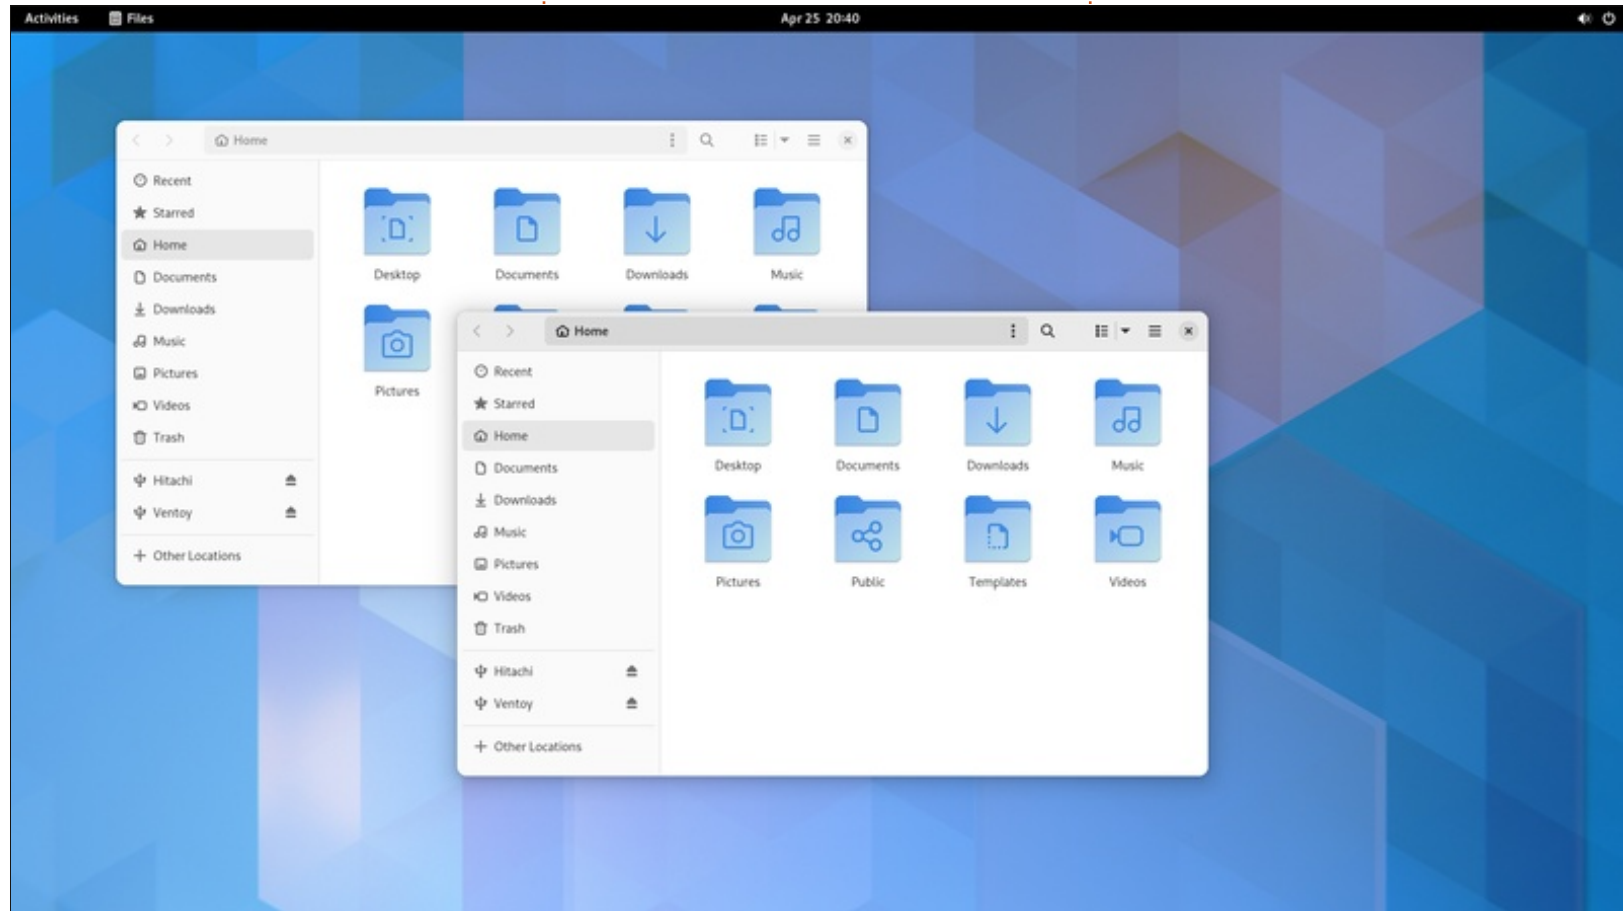 Activities Files Apr 25 20:40
Home
Recent
Starred
Home
Documents
Downloads
Music
Pictures
Videos
Trash
Hitachi
Ventoy
Other Locations
Desktop Documents Downloads Music
Pictures
Home
Recent
Starred
Home
Documents
Downloads
Music
Pictures
Videos
Trash
Hitachi
Ventoy
Other Locations
Desktop Documents Downloads Music
Pictures Public Templates Videos